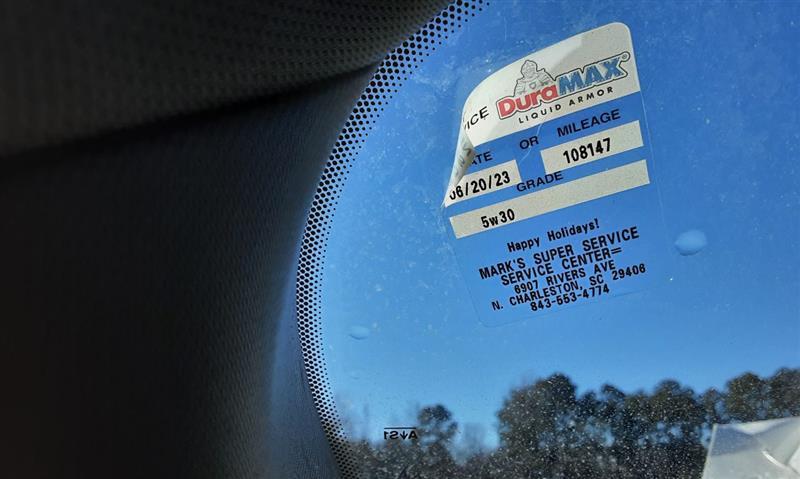 ICE
DuraMAX
LIQUID ARMOR
ATE OR MILEAGE
06/20/23 108147
GRADE
5w30
Happy Holidays!
MARK'S SUPER SERVICE
SERVICE CENTER=
6907 RIVERS AVE
N. CHARLESTON, SC 29406
843-553-4774
AS1